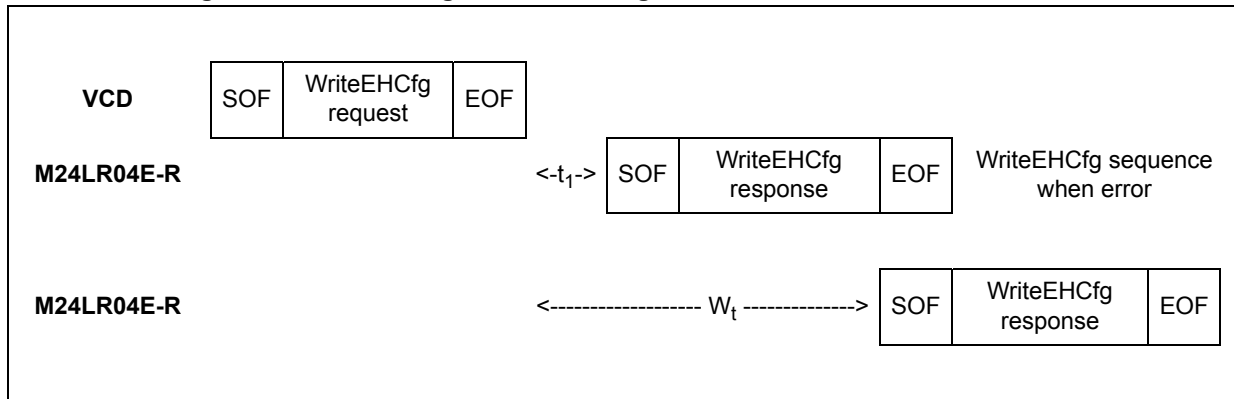 VCD
SOF
WriteEHCfg
request
EOF
M24LR04E-R
<-t1->
SOF
WriteEHCfg
response
EOF
WriteEHCfg sequence
when error
M24LR04E-R
<------------------- Wt -------------->
SOF
WriteEHCfg
response
EOF